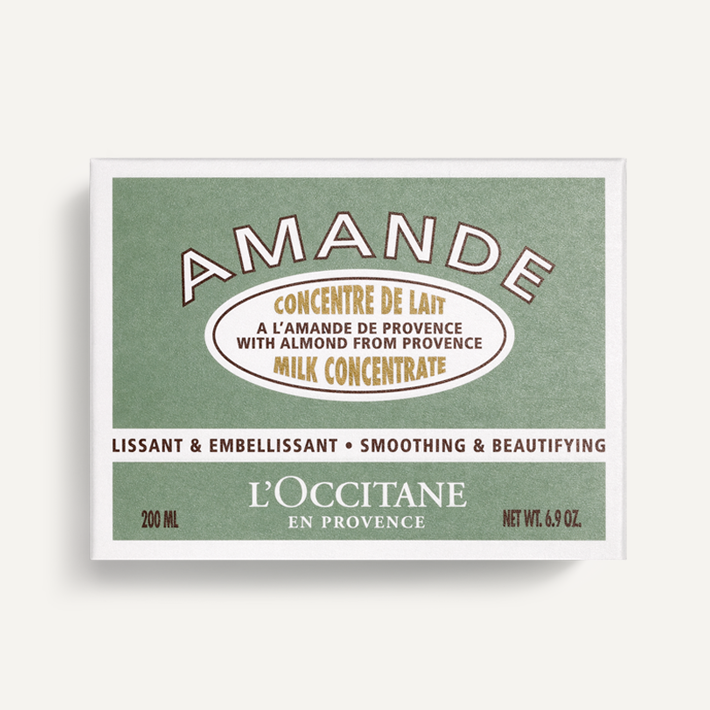 AMANDE
CONCENTRE DE LAIT
A L'AMANDE DE PROVENCE
WITH ALMOND FROM PROVENCE
MILK CONCENTRATE
LISSANT & EMBELLISSANT • SMOOTHING & BEAUTIFYING
L'OCCITANE
EN PROVENCE
200 ML
NET WT. 6.9 OZ.